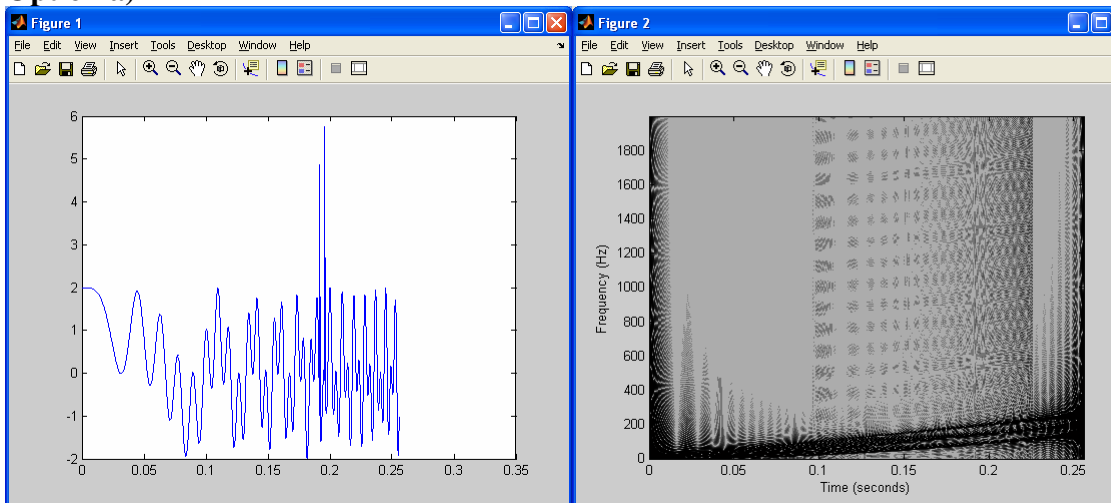 Figure 1
File Edit View Insert Tools Desktop Window Help
6
5
4
3
2
1
0
-1
-2
0 0.05 0.1 0.15 0.2 0.25 0.3 0.35
Figure 2
File Edit View Insert Tools Desktop Window Help
Frequency (Hz)
1800
1600
1400
1200
1000
800
600
400
200
0
0 0.05 0.1 0.15 0.2 0.25
Time (seconds)